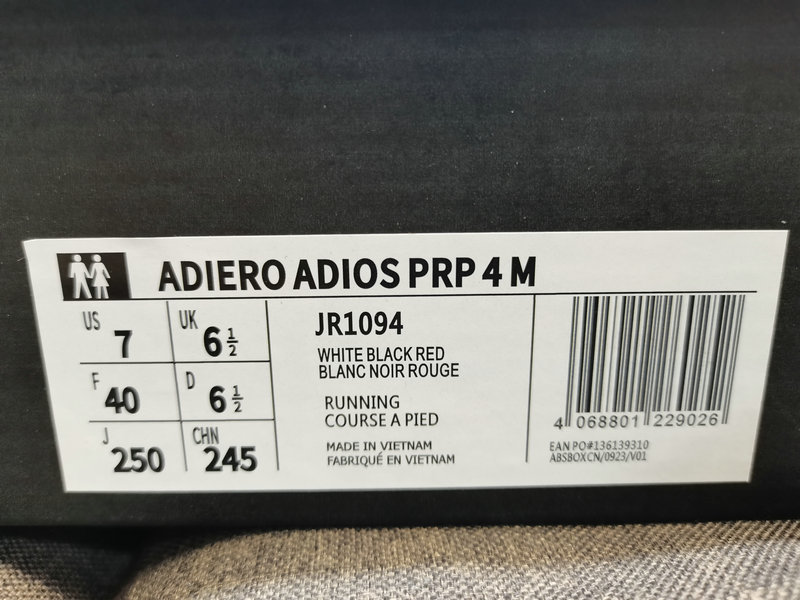 ADIERO ADIOS PRP 4 M
US 7 UK 6 1/2
F 40 D 6 1/2
J 250 CHN 245
JR1094
WHITE BLACK RED
BLANC NOIR ROUGE
RUNNING
COURSE A PIED
MADE IN VIETNAM
FABRIQUÉ EN VIETNAM
4 068801 229026
EAN PO#136139310
ABSBOXCN/0923/V01